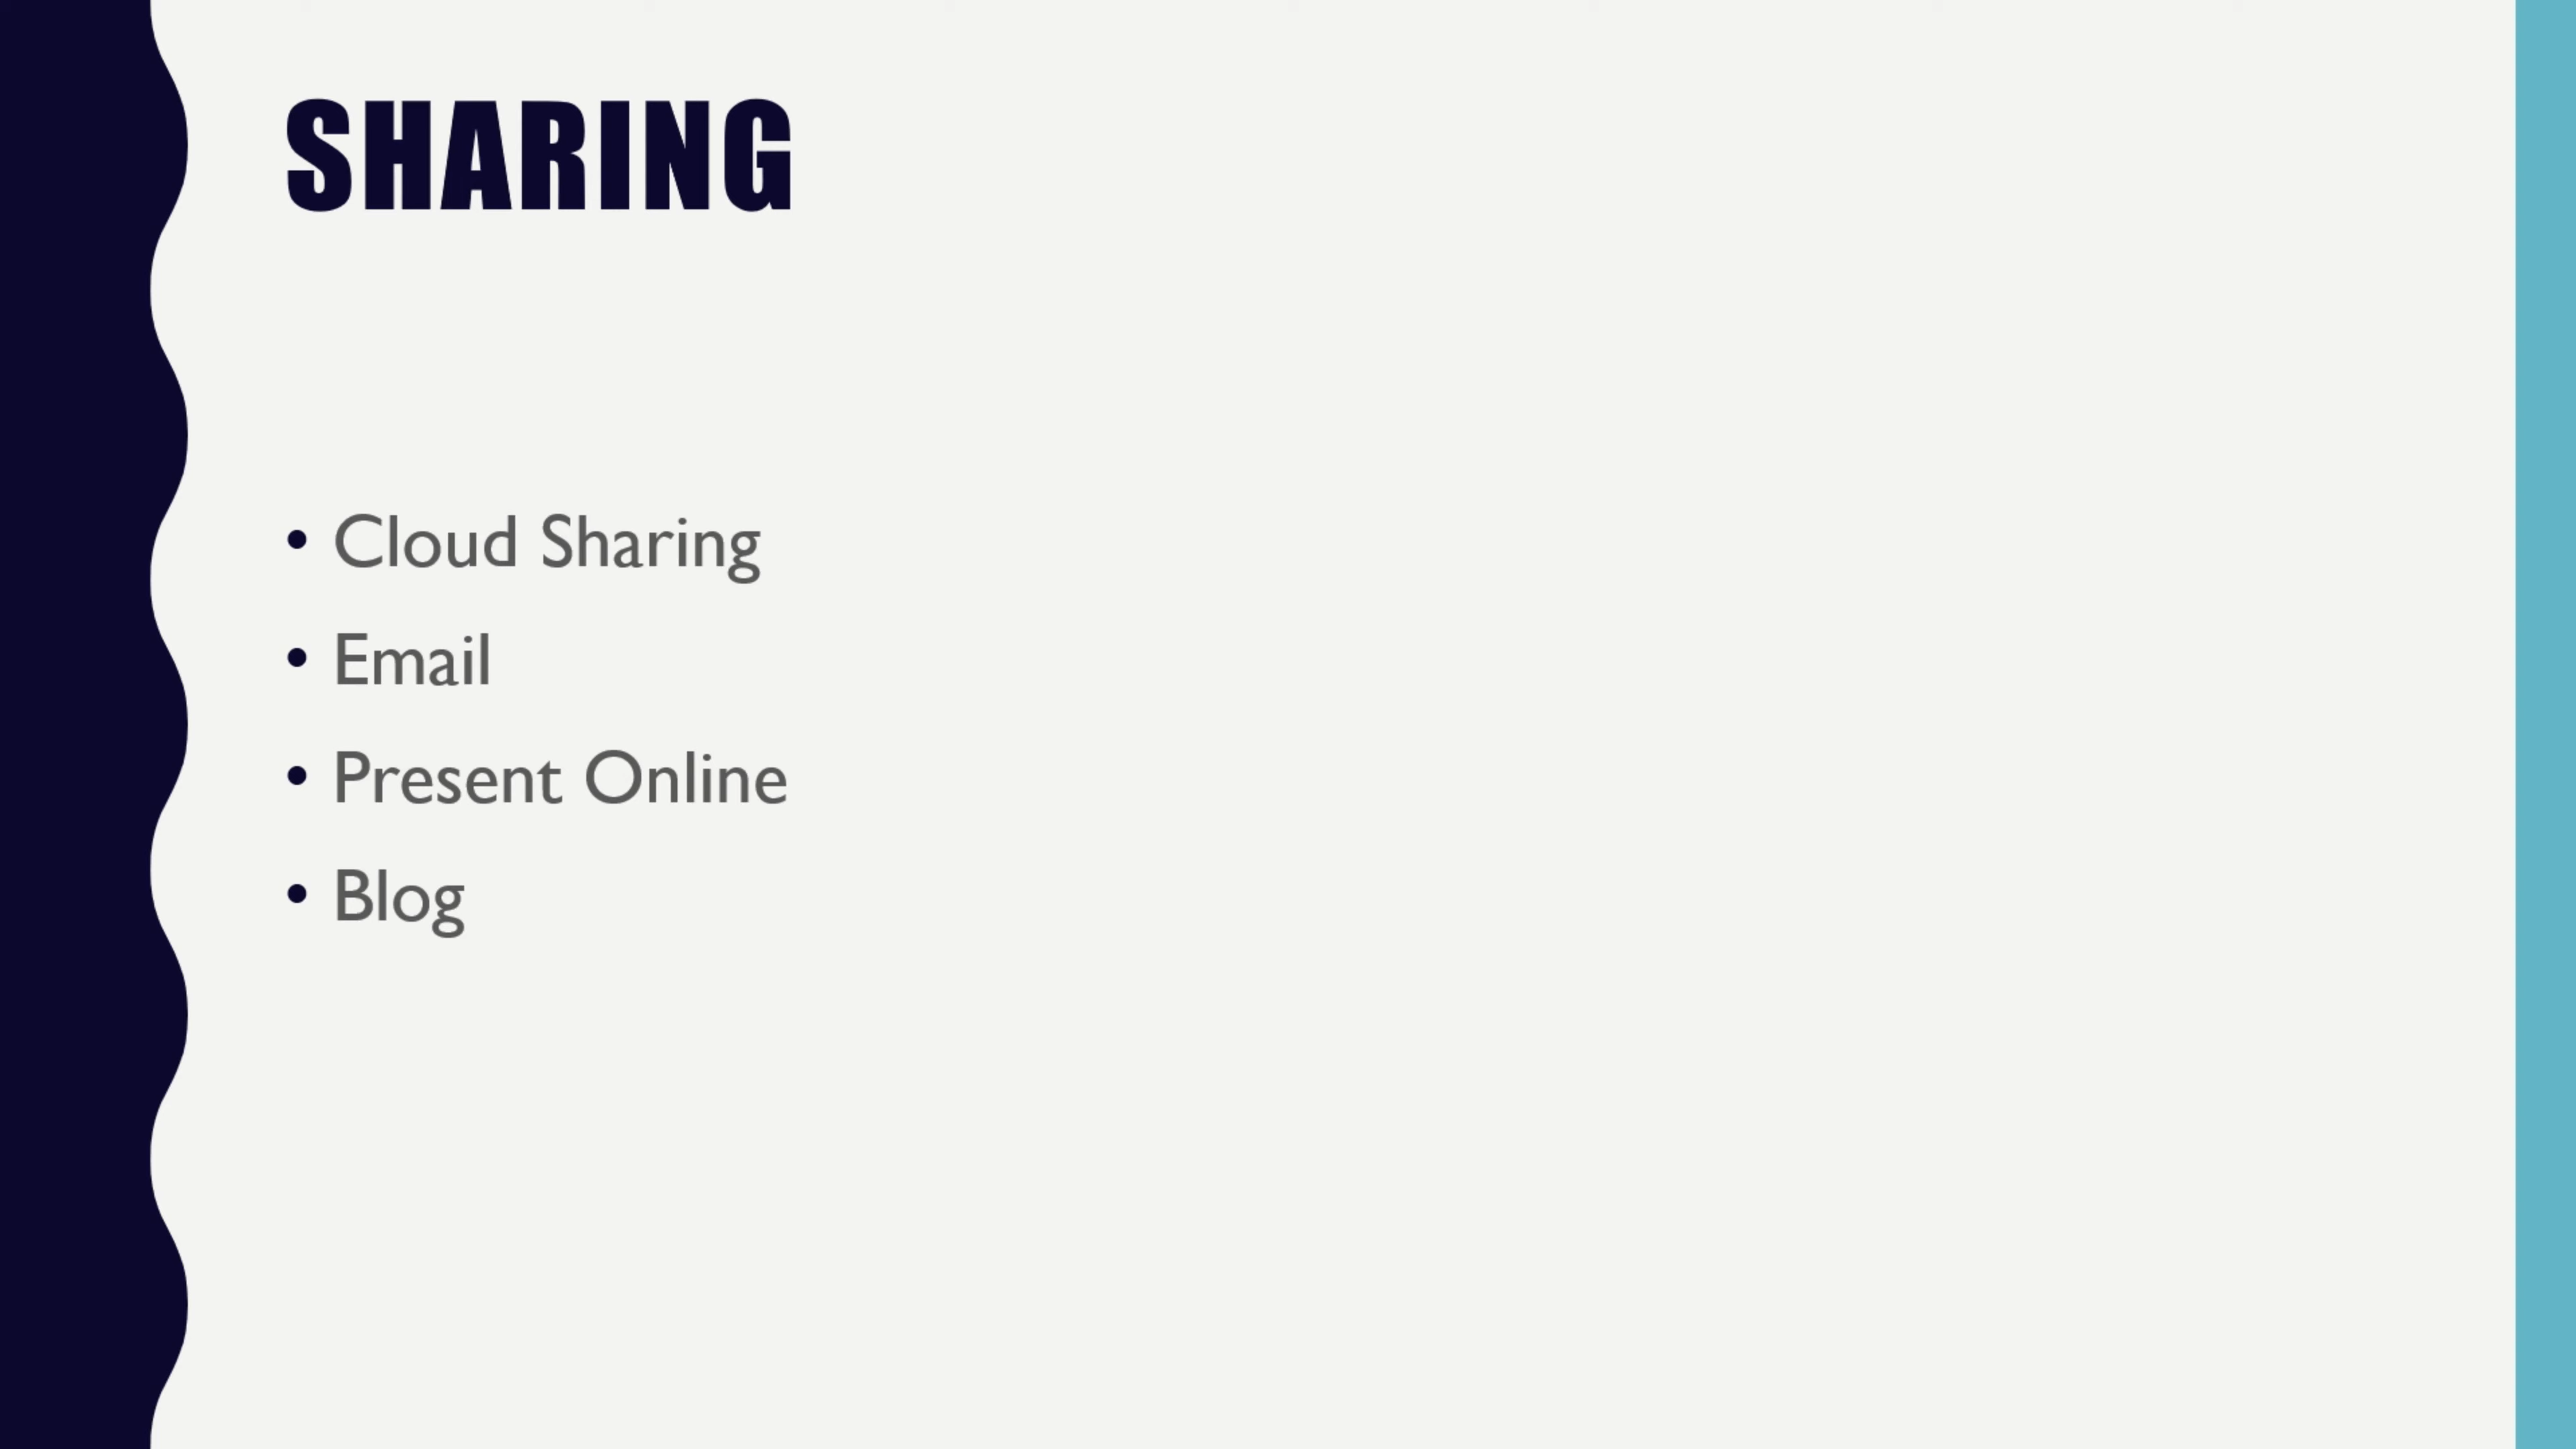 SHARING
• Cloud Sharing
• Email
• Present Online
• Blog